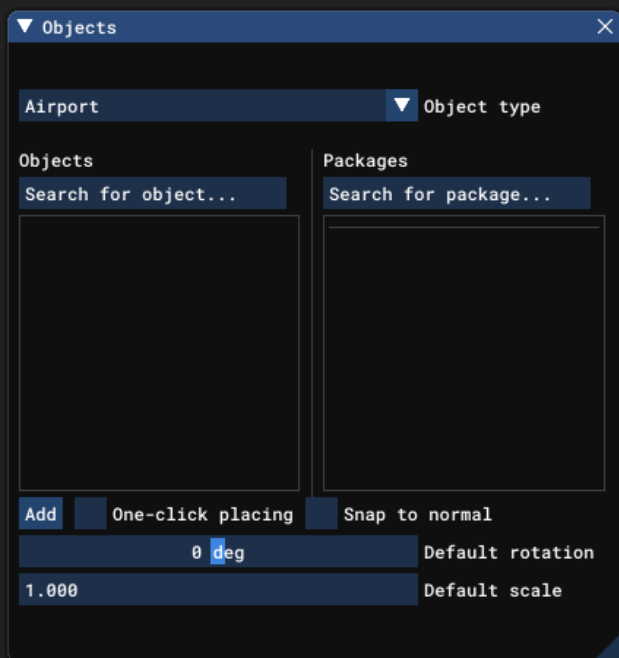 Objects
Airport Object type
Objects
Packages
Search for object...
Search for package...
Add One-click placing Snap to normal
0 deg Default rotation
1.000 Default scale